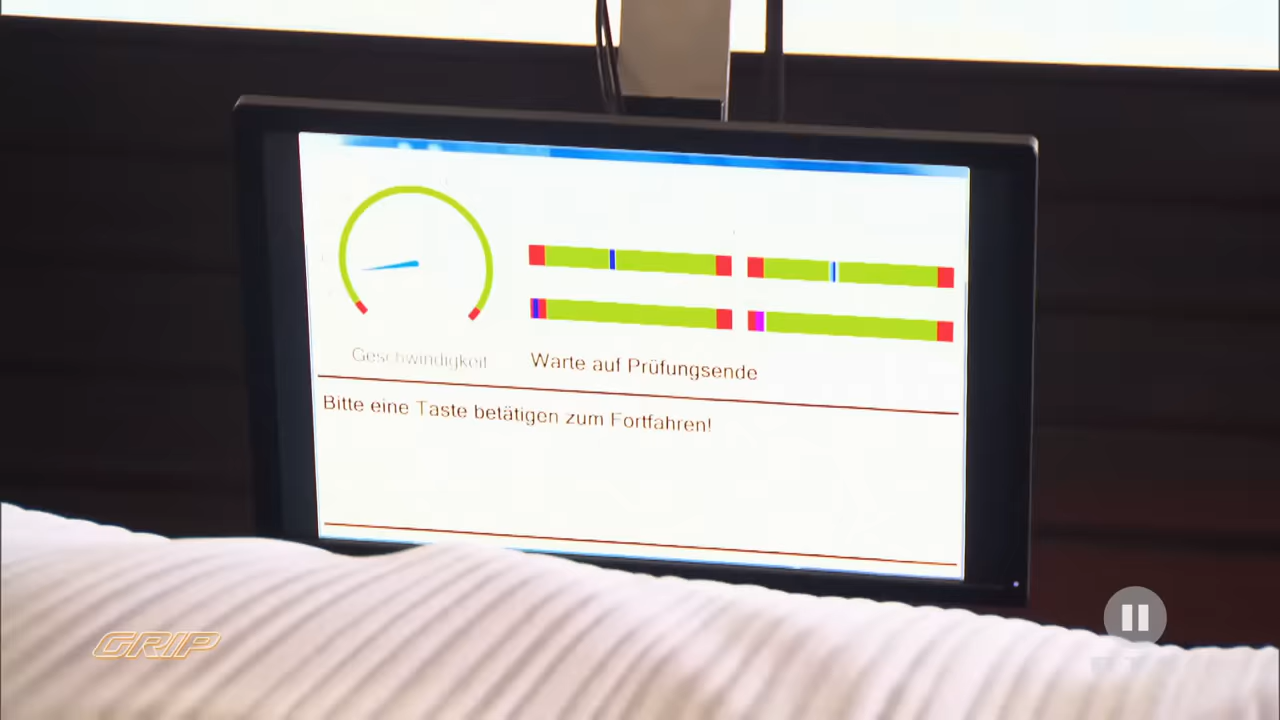 Geschwindigkeit
Warte auf Prüfungsende
Bitte eine Taste betätigen zum Fortfahren!
GRIP